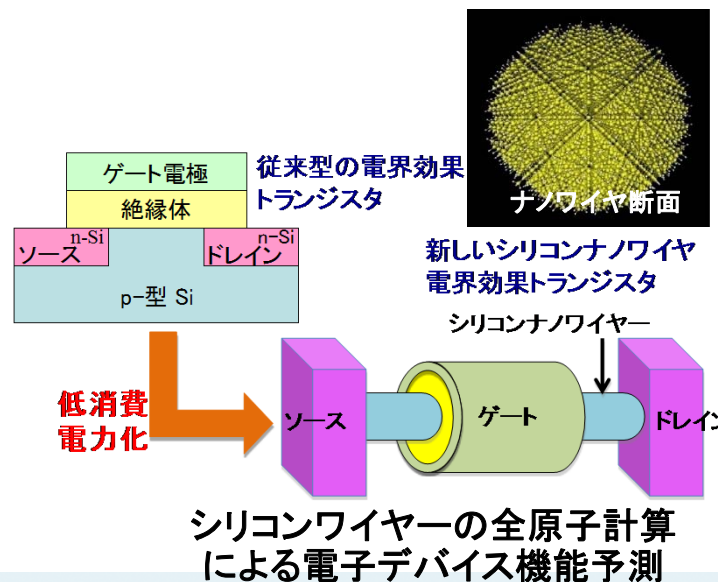 ゲート電極
絶縁体
n-Si
ソース
n-Si
ドレイン
p-型 Si
従来型の電界効果
トランジスタ
ナノワイヤ断面
新しいシリコンナノワイヤ
電界効果トランジスタ
シリコンナノワイヤー
低消費
電力化
ソース
ゲート
ドレイン
シリコンワイヤーの全原子計算
による電子デバイス機能予測